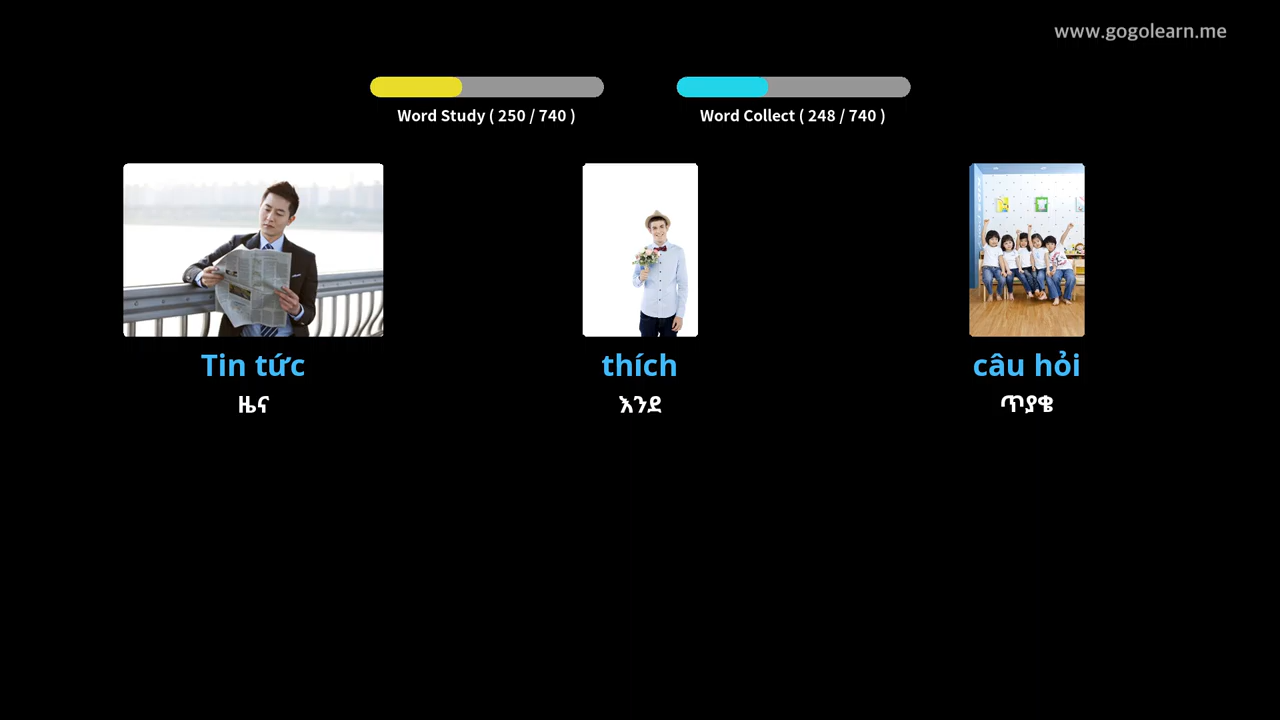 www.gogolearn.me
Word Study ( 250 / 740 )
Word Collect ( 248 / 740 )
Tin tức
thích
câu hỏi
ዜና
እንደ
ጥያቄ